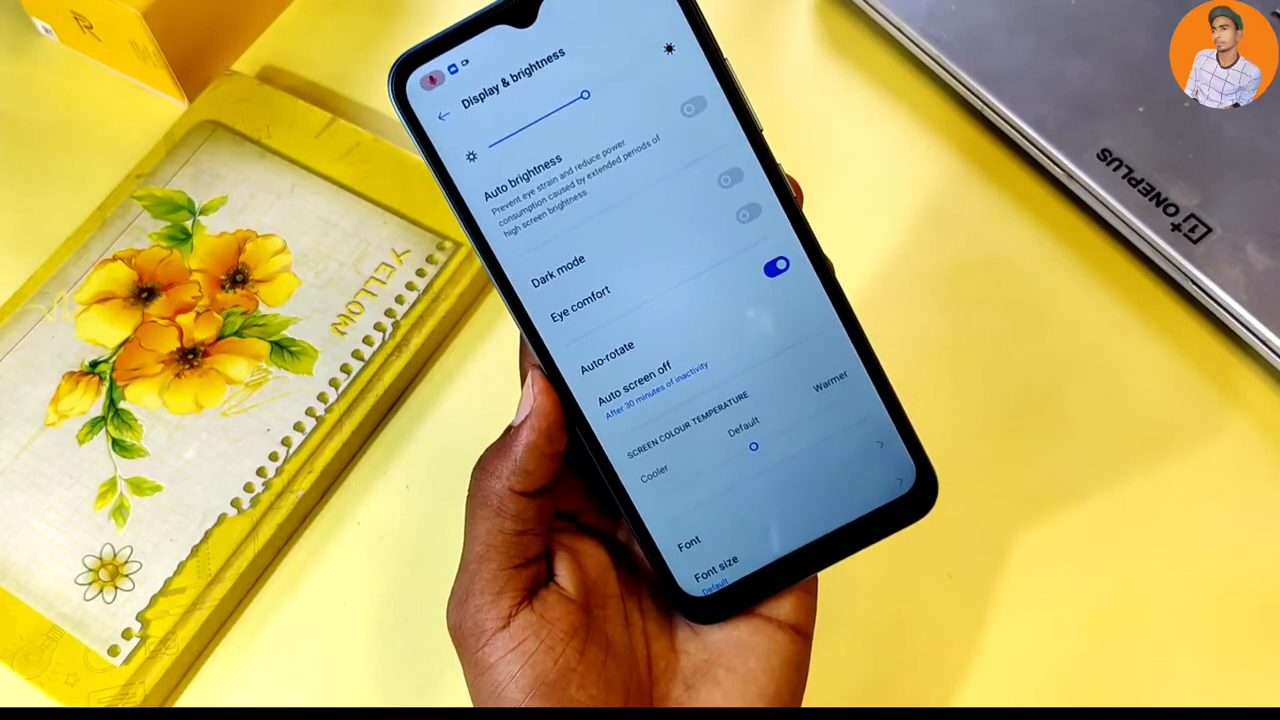 R
Display & brightness
Auto brightness
Prevent eye strain and reduce power
consumption caused by extended periods of
high screen brightness.
Dark mode
Eye comfort
Auto-rotate
Auto screen off
After 30 minutes of inactivity
SCREEN COLOUR TEMPERATURE
Cooler
Default
Warmer
Font
Font size
Default
YELLOW
ONEPLUS